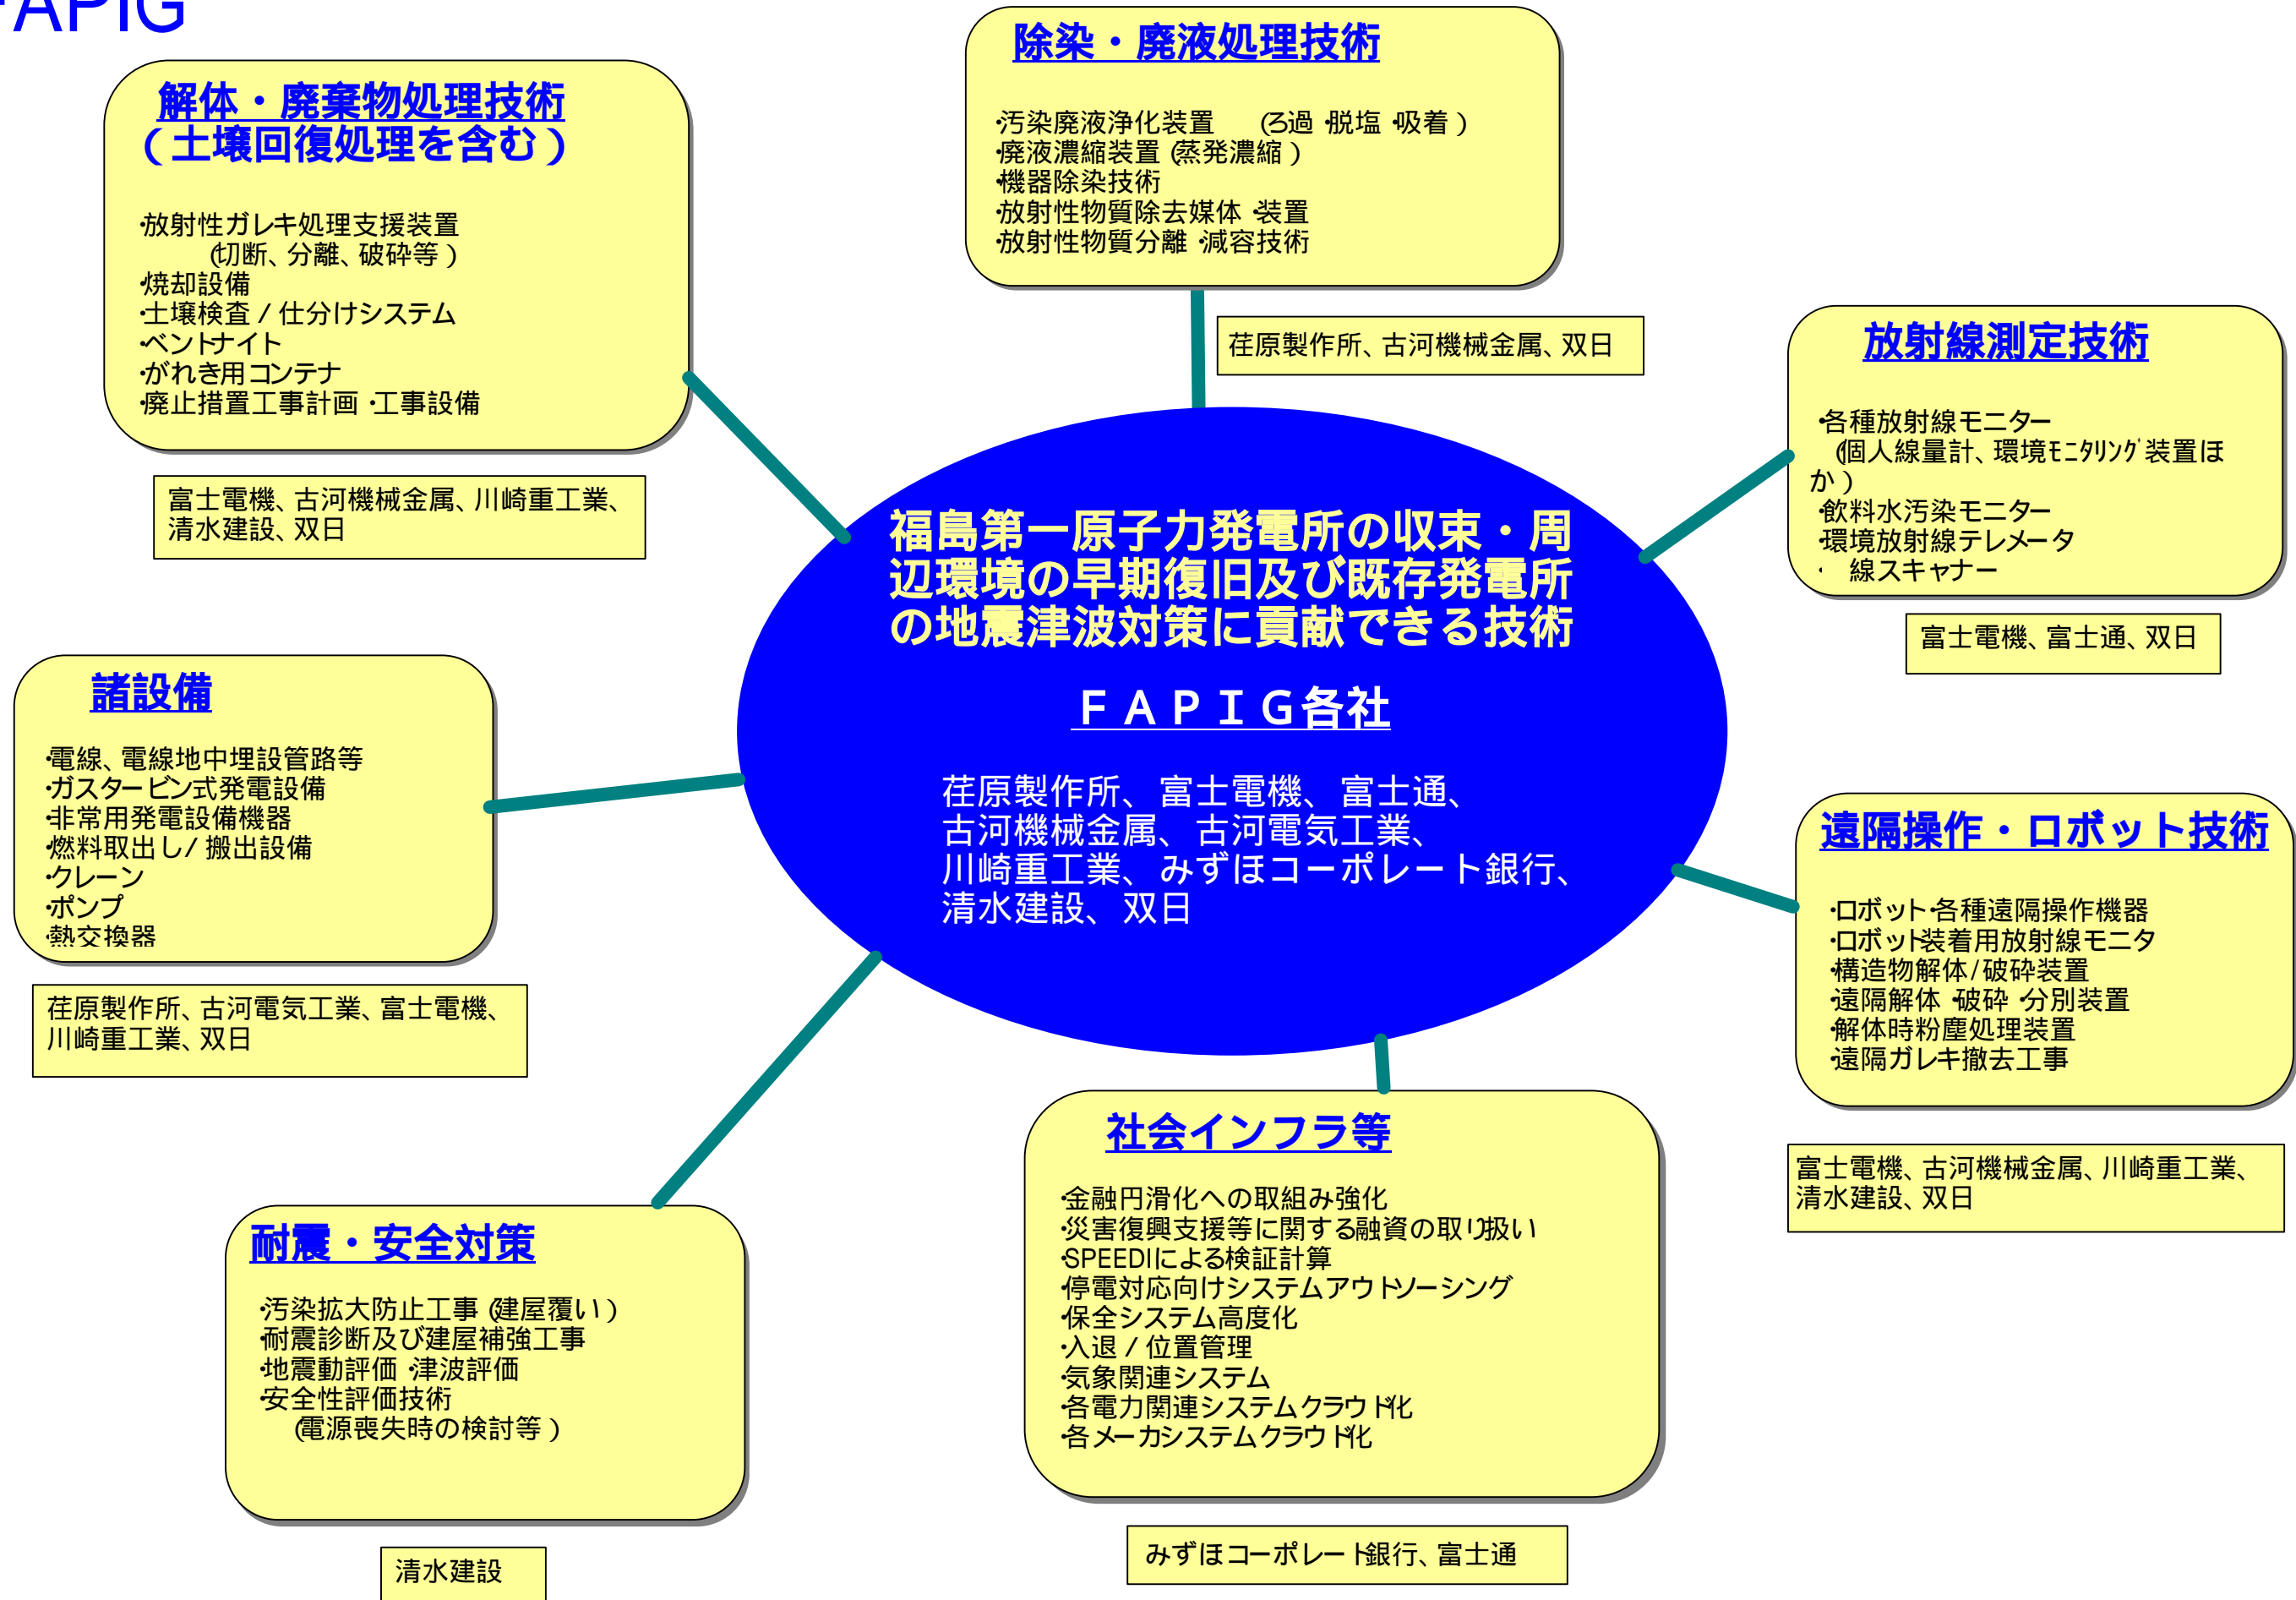 FAPIG
解体・廃棄物処理技術
（土壌回復処理を含む）
・放射性ガレキ処理支援装置
（切断、分離、破砕等）
・焼却設備
・土壌検査／仕分けシステム
・ベントナイト
・がれき用コンテナ
・廃止措置工事計画・工事設備
富士電機、古河機械金属、川崎重工業、
清水建設、双日
除染・廃液処理技術
・汚染廃液浄化装置　（ろ過・脱塩・吸着）
・廃液濃縮装置（蒸発濃縮）
・機器除染技術
・放射性物質除去媒体・装置
・放射性物質分離・減容技術
荏原製作所、古河機械金属、双日
放射線測定技術
・各種放射線モニター
（個人線量計、環境ﾓﾆﾀﾘﾝｸﾞ装置ほ
か）
・飲料水汚染モニター
・環境放射線テレメータ
・　線スキャナー
富士電機、富士通、双日
福島第一原子力発電所の収束・周
辺環境の早期復旧及び既存発電所
の地震津波対策に貢献できる技術
ＦＡＰＩＧ各社
荏原製作所、富士電機、富士通、
古河機械金属、古河電気工業、
川崎重工業、みずほコーポレート銀行、
清水建設、双日
諸設備
・電線、電線地中埋設管路等
・ガスタービン式発電設備
・非常用発電設備機器
・燃料取出し/搬出設備
・クレーン
・ポンプ
・熱交換器
荏原製作所、古河電気工業、富士電機、
川崎重工業、双日
遠隔操作・ロボット技術
・ロボット・各種遠隔操作機器
・ロボット装着用放射線モニタ
・構造物解体/破砕装置
・遠隔解体・破砕・分別装置
・解体時粉塵処理装置
・遠隔ガレキ撤去工事
富士電機、古河機械金属、川崎重工業、
清水建設、双日
耐震・安全対策
・汚染拡大防止工事（建屋覆い）
・耐震診断及び建屋補強工事
・地震動評価・津波評価
・安全性評価技術
（電源喪失時の検討等）
清水建設
社会インフラ等
・金融円滑化への取組み強化
・災害復興支援等に関する融資の取り扱い
・SPEEDIによる検証計算
・停電対応向けシステムアウトソーシング
・保全システム高度化
・入退／位置管理
・気象関連システム
・各電力関連システムクラウド化
・各メーカシステムクラウド化
みずほコーポレート銀行、富士通